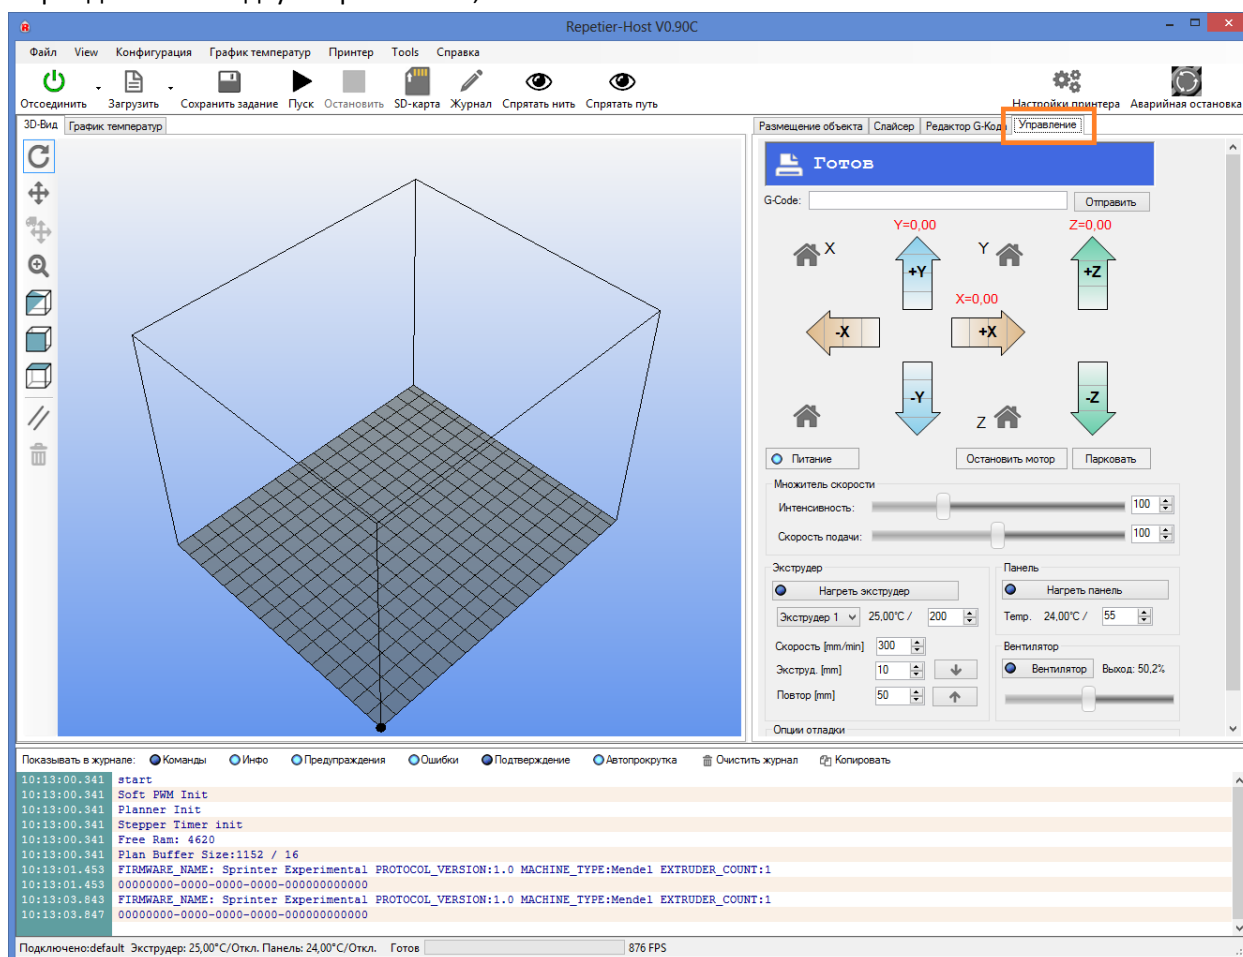 Repetier-Host V0.90C
Файл View Конфигурация График температур Принтер Tools Справка
Отсоединить Загрузить Сохранить задание Пуск Остановить SD-карта Журнал Спрятать нить Спрятать путь Настройки принтера Аварийная остановка
3D-Вид График температур Размещение объекта Слайсер Редактор G-Кода Управление
Готов
G-Code: Отправить
Y=0,00 Z=0,00
X Y
+Y +Z
X=0,00
-X +X
-Y -Z
Z
Питание Остановить мотор Парковать
Множитель скорости
Интенсивность: 100
Скорость подачи: 100
Экструдер Панель
Нагреть экструдер Нагреть панель
Экструдер 1 25,00°C / 200 Temp. 24,00°C / 55
Скорость [mm/min] 300 Вентилятор
Экструд. [mm] 10 Вентилятор Выход: 50,2%
Повтор [mm] 50
Опции отладки
Показывать в журнале: Команды Инфо Предупраждения Ошибки Подтверждение Автопрокрутка Очистить журнал Копировать
10:13:00.341 start
10:13:00.341 Soft PWM Init
10:13:00.341 Planner Init
10:13:00.341 Stepper Timer init
10:13:00.341 Free Ram: 4620
10:13:00.341 Plan Buffer Size:1152 / 16
10:13:01.453 FIRMWARE_NAME: Sprinter Experimental PROTOCOL_VERSION:1.0 MACHINE_TYPE:Mendel EXTRUDER_COUNT:1
10:13:01.453 00000000-0000-0000-0000-000000000000
10:13:03.843 FIRMWARE_NAME: Sprinter Experimental PROTOCOL_VERSION:1.0 MACHINE_TYPE:Mendel EXTRUDER_COUNT:1
10:13:03.847 00000000-0000-0000-0000-000000000000
Подключено:default Экструдер: 25,00°C/Откл. Панель: 24,00°C/Откл. Готов 876 FPS